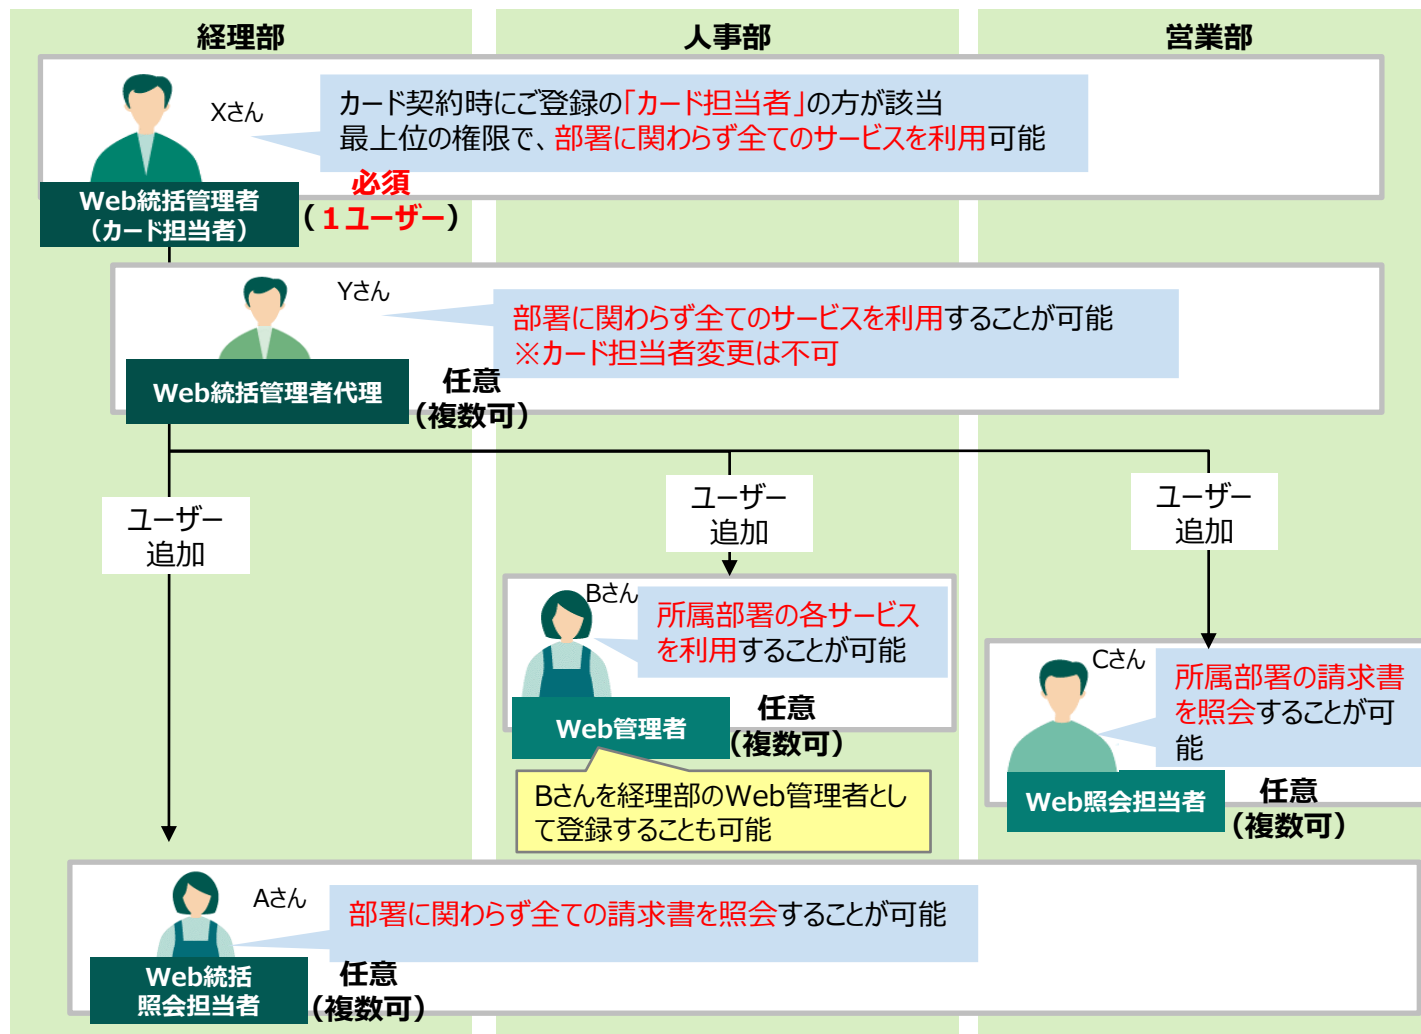 経理部
人事部
営業部
Xさん
カード契約時にご登録の「カード担当者」の方が該当
最上位の権限で、部署に関わらず全てのサービスを利用可能
Web統括管理者
（カード担当者）
必須
（１ユーザー）
Yさん
部署に関わらず全てのサービスを利用することが可能
※カード担当者変更は不可
Web統括管理者代理
任意
（複数可）
ユーザー
追加
ユーザー
追加
ユーザー
追加
Bさん
所属部署の各サービス
を利用することが可能
Web管理者
任意
（複数可）
Bさんを経理部のWeb管理者とし
て登録することも可能
Cさん
所属部署の請求書
を照会することが可
能
Web照会担当者
任意
（複数可）
Aさん
部署に関わらず全ての請求書を照会することが可能
Web統括
照会担当者
任意
（複数可）